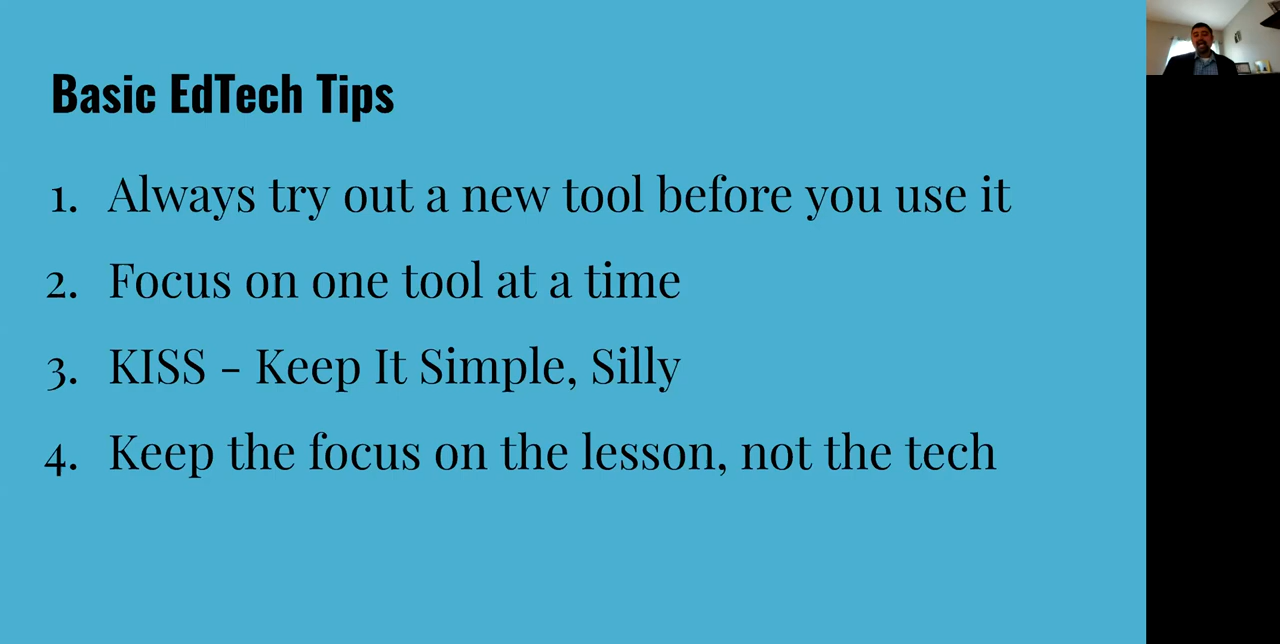 Basic EdTech Tips
1. Always try out a new tool before you use it
2. Focus on one tool at a time
3. KISS - Keep It Simple, Silly
4. Keep the focus on the lesson, not the tech